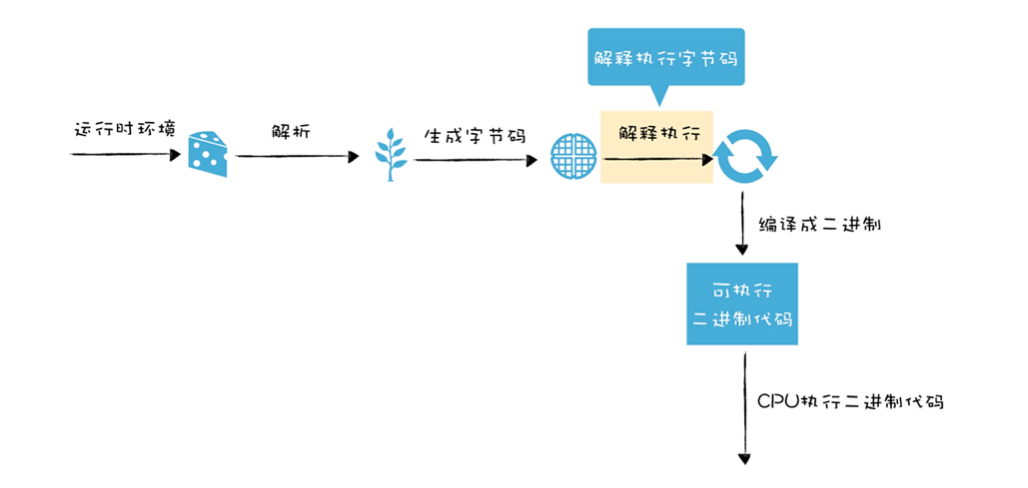 解释执行字节码
运行时环境
解析
生成字节码
解释执行
编译成二进制
可执行
二进制代码
CPU执行二进制代码